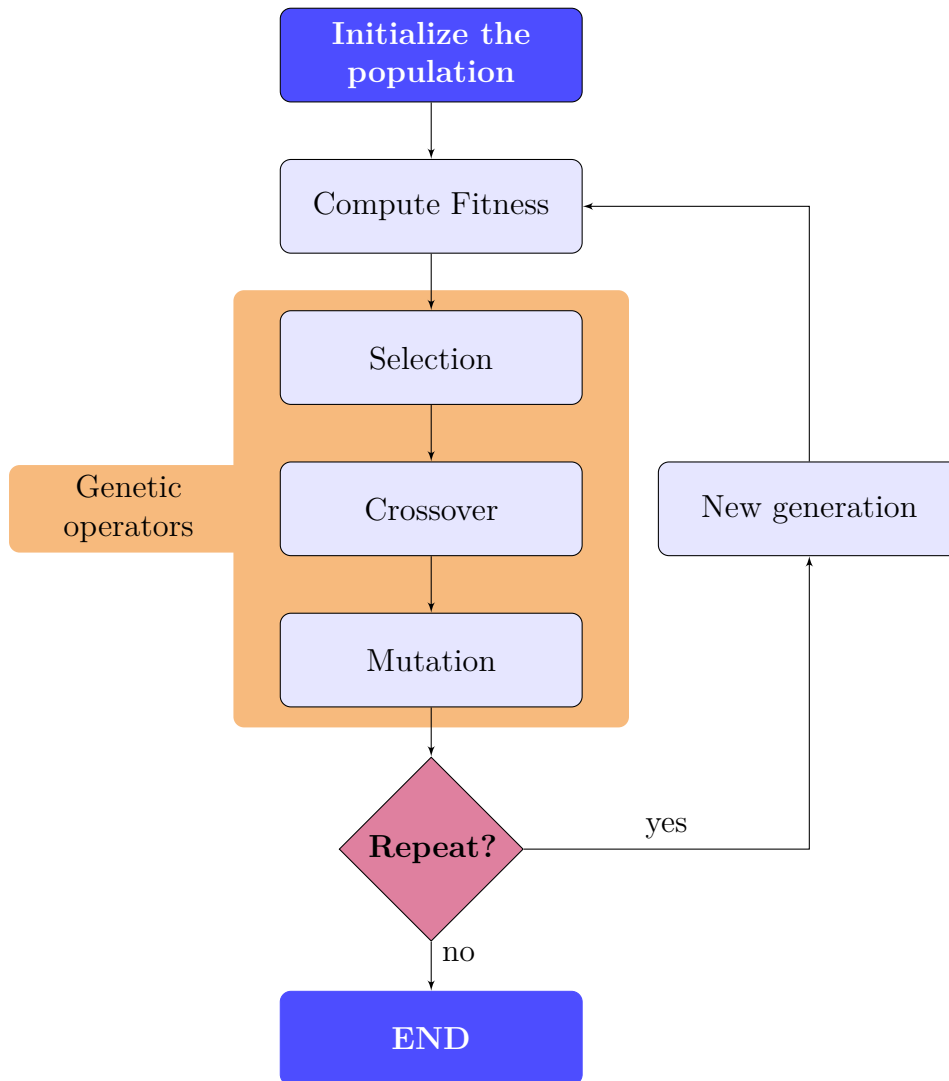 Initialize the
population
Compute Fitness
Selection
Genetic
operators
Crossover
New generation
Mutation
Repeat?
yes
no
END